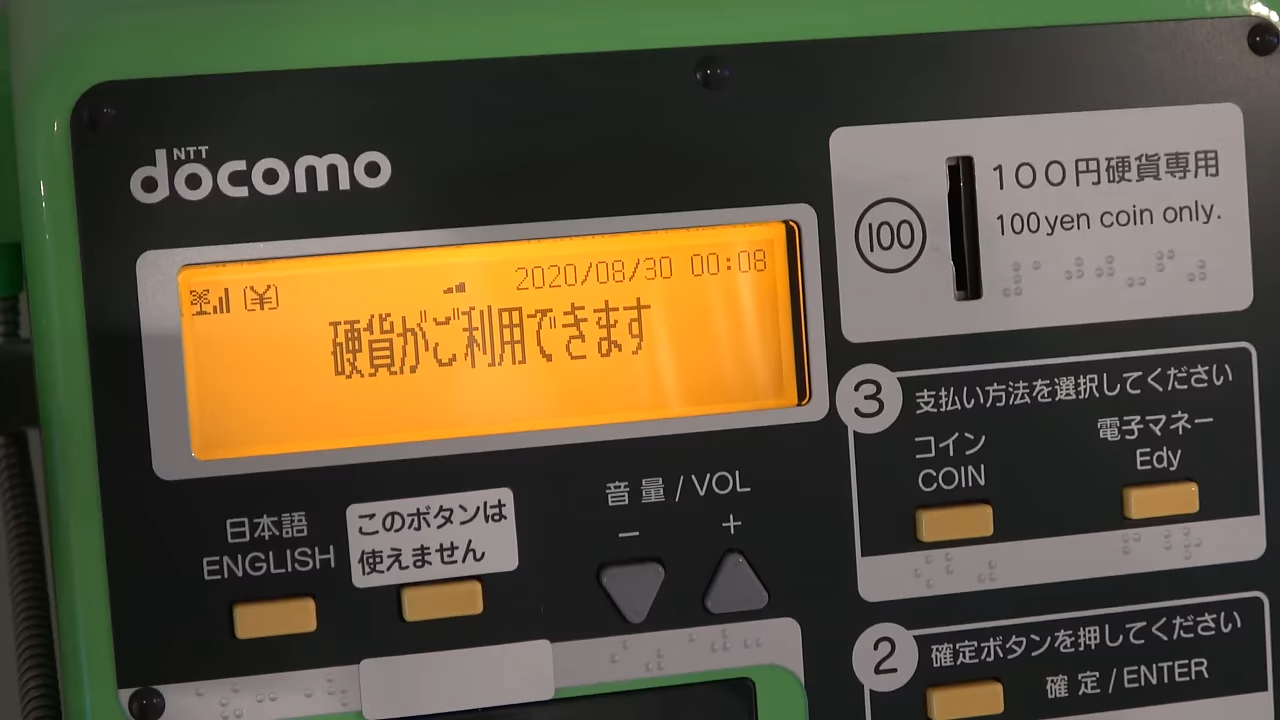 NTT
docomo
2020/08/30 00:08
(¥)
硬貨がご利用できます
100
100円硬貨専用
100yen coin only.
3 支払い方法を選択してください
コイン
COIN
電子マネー
Edy
音量/VOL
－ ＋
日本語
ENGLISH
このボタンは
使えません
2 確定ボタンを押してください
確定/ENTER